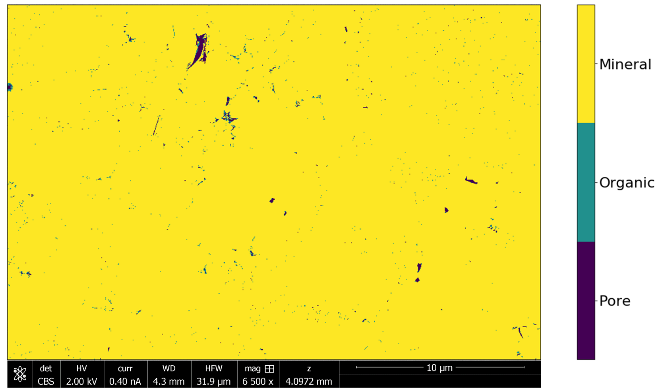 Mineral
Organic
Pore
det HV curr WD HFW mag z 10 µm
CBS 2.00 kV 0.40 nA 4.3 mm 31.9 µm 6 500 x 4.0972 mm